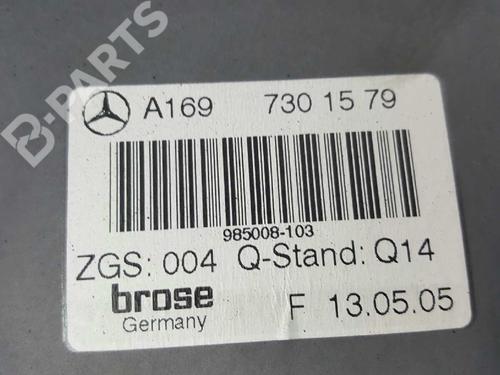 B-PARTS
A169 730 15 79
985008-103
ZGS: 004 Q-Stand: Q14
brose
Germany F 13.05.05